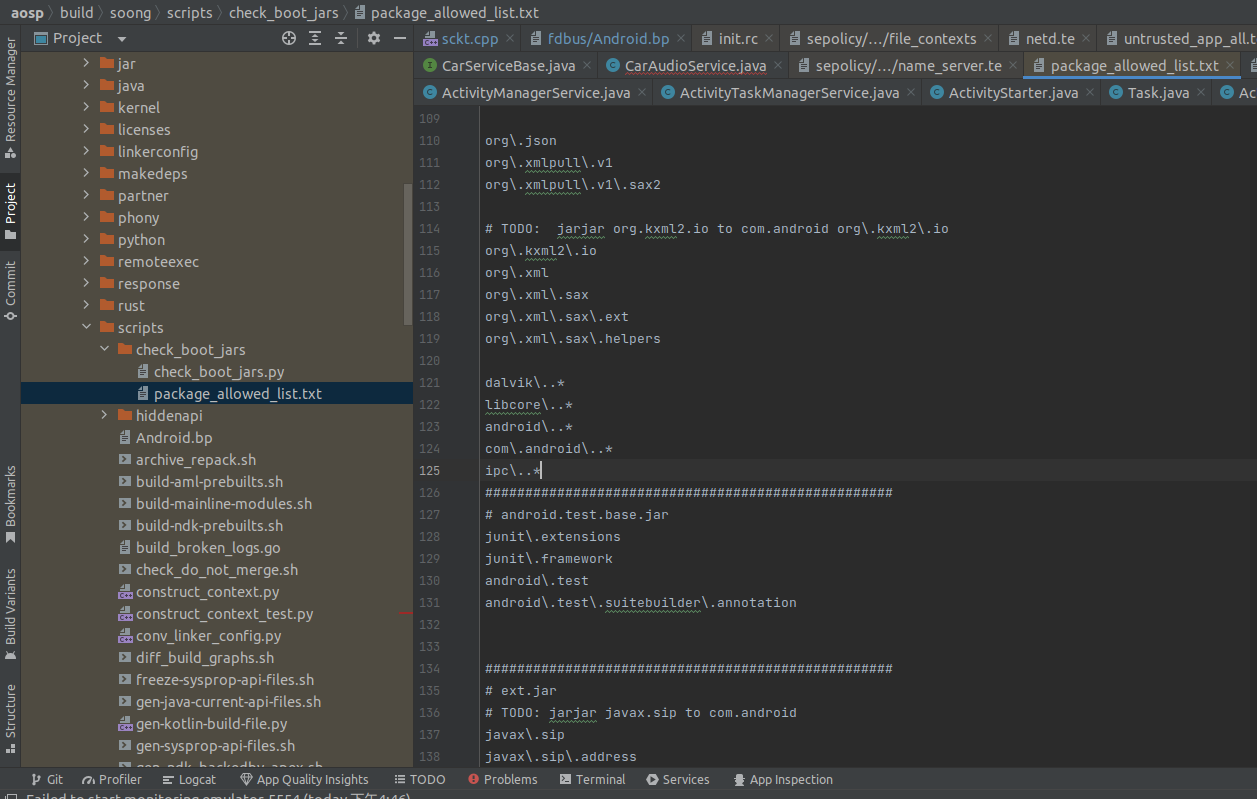 aosp › build › soong › scripts › check_boot_jars › package_allowed_list.txt
Project
sckt.cpp fdbus/Android.bp init.rc sepolicy/.../file_contexts netd.te untrusted_app_all.t
CarServiceBase.java CarAudioService.java sepolicy/.../name_server.te package_allowed_list.txt
ActivityManagerService.java ActivityTaskManagerService.java ActivityStarter.java Task.java Ac
Resource Manager
Project
Commit
Bookmarks
Build Variants
Structure
jar
java
kernel
licenses
linkerconfig
makedeps
partner
phony
python
remoteexec
response
rust
scripts
check_boot_jars
check_boot_jars.py
package_allowed_list.txt
hiddenapi
Android.bp
archive_repack.sh
build-aml-prebuilts.sh
build-mainline-modules.sh
build-ndk-prebuilts.sh
build_broken_logs.go
check_do_not_merge.sh
construct_context.py
construct_context_test.py
conv_linker_config.py
diff_build_graphs.sh
freeze-sysprop-api-files.sh
gen-java-current-api-files.sh
gen-kotlin-build-file.py
gen-sysprop-api-files.sh
gen_ndk_backedby_apex.sh
109
110 org\.json
111 org\.xmlpull\.v1
112 org\.xmlpull\.v1\.sax2
113
114 # TODO:  jarjar org.kxml2.io to com.android org\.kxml2\.io
115 org\.kxml2\.io
116 org\.xml
117 org\.xml\.sax
118 org\.xml\.sax\.ext
119 org\.xml\.sax\.helpers
120
121 dalvik\..*
122 libcore\..*
123 android\..*
124 com\.android\..*
125 ipc\..*
126 ###################################################
127 # android.test.base.jar
128 junit\.extensions
129 junit\.framework
130 android\.test
131 android\.test\.suitebuilder\.annotation
132
133
134 ###################################################
135 # ext.jar
136 # TODO: jarjar javax.sip to com.android
137 javax\.sip
138 javax\.sip\.address
Git Profiler Logcat App Quality Insights TODO Problems Terminal Services App Inspection
Failed to start monitoring emulator-5554 (today 下午4:46)